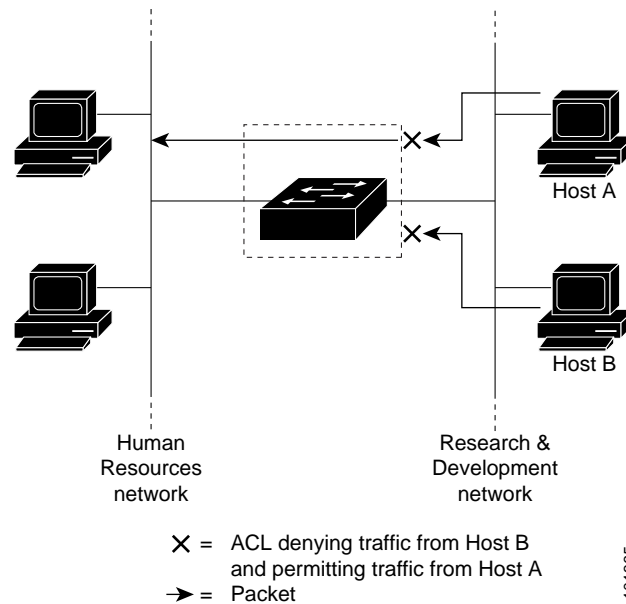 Host A
Host B
Human
Resources
network
Research &
Development
network
X = ACL denying traffic from Host B
and permitting traffic from Host A
→ = Packet